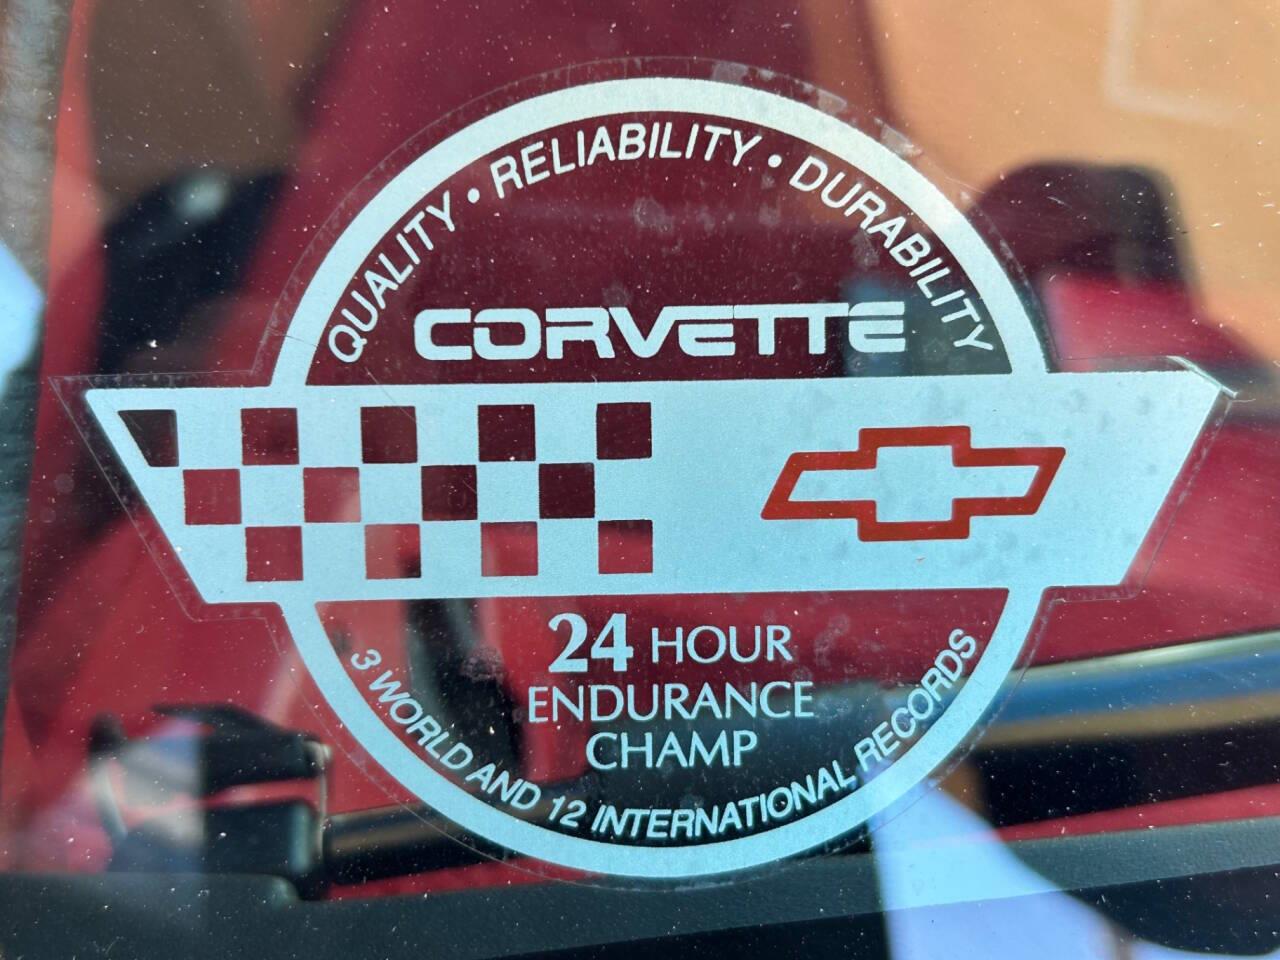 QUALITY • RELIABILITY • DURABILITY
CORVETTE
24 HOUR
ENDURANCE
CHAMP
3 WORLD AND 12 INTERNATIONAL RECORDS